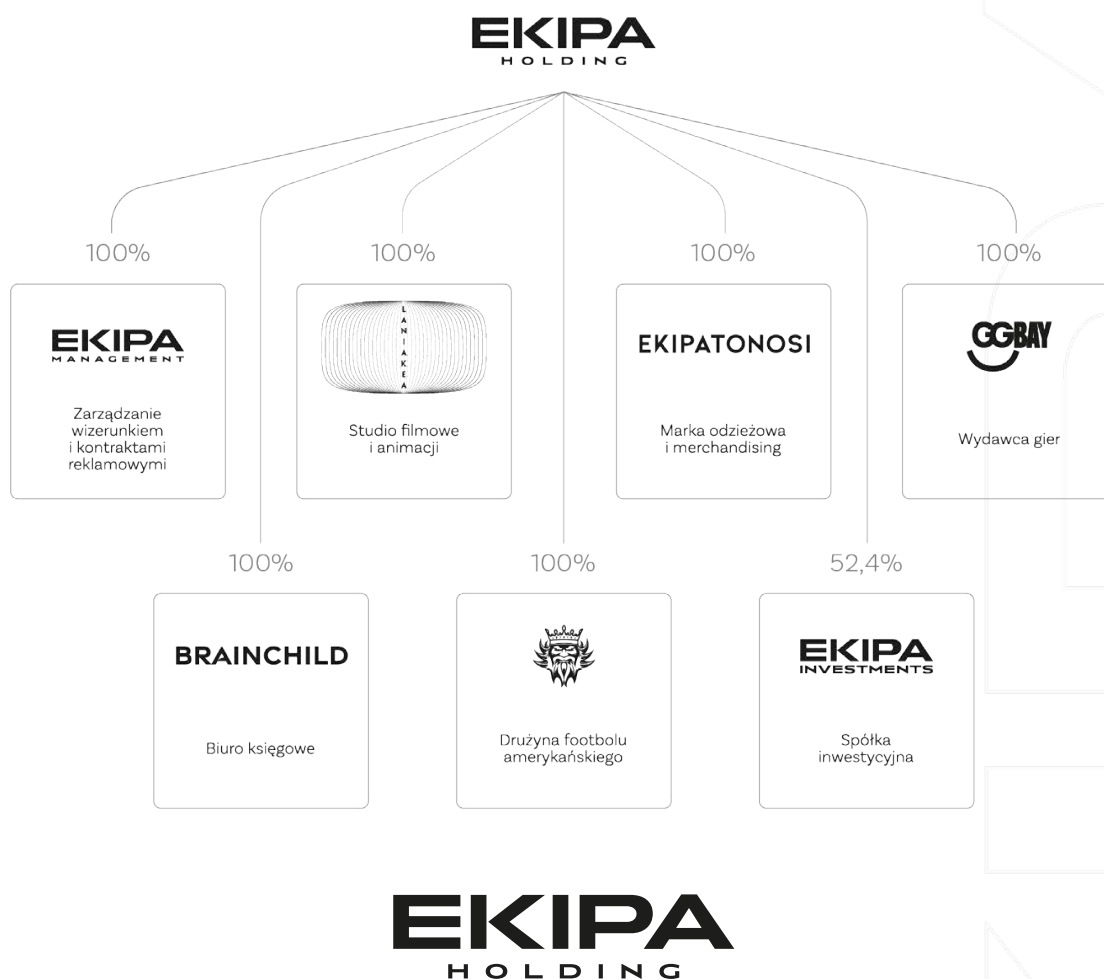 EKIPA
HOLDING
100%
100%
100%
100%
EKIPA
MANAGEMENT
Zarządzanie
wizerunkiem
i kontraktami
reklamowymi
LANIAKEA
Studio filmowe
i animacji
EKIPATONOSI
Marka odzieżowa
i merchandising
GGBAY
Wydawca gier
100%
100%
52,4%
BRAINCHILD
Biuro księgowe
Drużyna footbolu
amerykańskiego
EKIPA
INVESTMENTS
Spółka
inwestycyjna
EKIPA
HOLDING